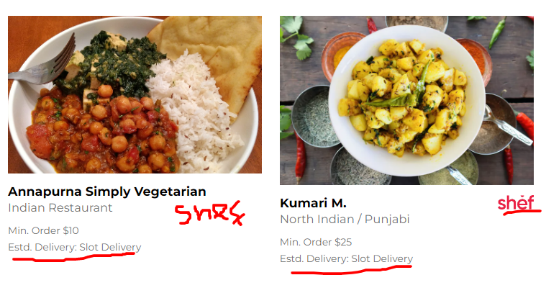 Annapurna Simply Vegetarian
Indian Restaurant
Min. Order $10
Estd. Delivery: Slot Delivery
shef
Kumari M.
North Indian / Punjabi
Min. Order $25
Estd. Delivery: Slot Delivery